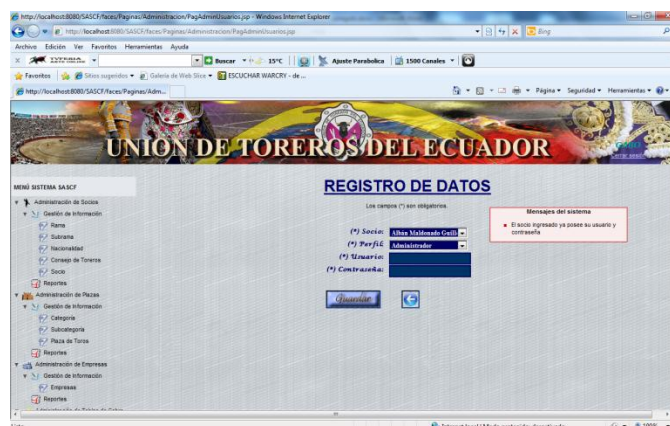 http://localhost:8080/SASCF/faces/Paginas/Administracion/PagAdminUsuarios.jsp - Windows Internet Explorer
http://localhost:8080/SASCF/faces/Paginas/Administracion/PagAdminUsuarios.jsp
Bing
Archivo Edición Ver Favoritos Herramientas Ayuda
Buscar 15°C Ajuste Parabolica 1500 Canales
Favoritos Sitios sugeridos Galería de Web Slice ESCUCHAR WARCRY - de ...
http://localhost:8080/SASCF/faces/Paginas/Adm... Página Seguridad Herramientas
UNIÓN DE TOREROS DEL ECUADOR
Cerrar sesión
MENÚ SISTEMA SASCF
Administración de Socios
Gestión de Información
Rama
Subrama
Nacionalidad
Consejo de Toreros
Socio
Reportes
Administración de Plazas
Gestión de Información
Categoría
Subcategoría
Plaza de Toros
Reportes
Administración de Empresas
Gestión de Información
Empresas
Reportes
REGISTRO DE DATOS
Los campos (*) son obligatorios.
(*) Socio: Albán Maldonado Guill
(*) Perfil: Administrador
(*) Usuario:
(*) Contraseña:
Guardar
Mensajes del sistema
El socio ingresado ya posee su usuario y
contraseña